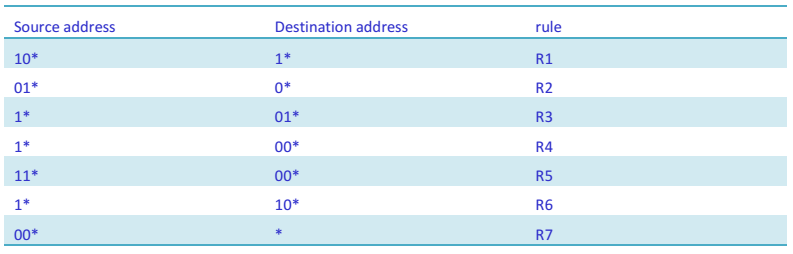 Source address Destination address rule
10* 1* R1
01* 0* R2
1* 01* R3
1* 00* R4
11* 00* R5
1* 10* R6
00* * R7